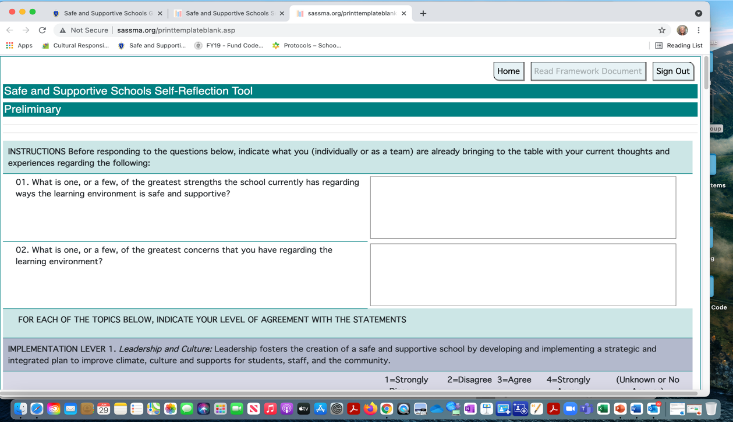 Safe and Supportive Schools
Safe and Supportive Schools S
sassma.org/printtemplateblank
Not Secure | sassma.org/printtemplateblank.asp
Apps
Cultural Responsi...
Safe and Supporti...
FY19 - Fund Code...
Protocols – Schoo...
Reading List
Home
Read Framework Document
Sign Out
Safe and Supportive Schools Self-Reflection Tool
Preliminary
INSTRUCTIONS Before responding to the questions below, indicate what you (individually or as a team) are already bringing to the table with your current thoughts and
experiences regarding the following:
01. What is one, or a few, of the greatest strengths the school currently has regarding
ways the learning environment is safe and supportive?
02. What is one, or a few, of the greatest concerns that you have regarding the
learning environment?
FOR EACH OF THE TOPICS BELOW, INDICATE YOUR LEVEL OF AGREEMENT WITH THE STATEMENTS
IMPLEMENTATION LEVER 1. Leadership and Culture: Leadership fosters the creation of a safe and supportive school by developing and implementing a strategic and
integrated plan to improve climate, culture and supports for students, staff, and the community.
1=Strongly 2=Disagree 3=Agree 4=Strongly (Unknown or No
oup
tems
g
Code
29
tv